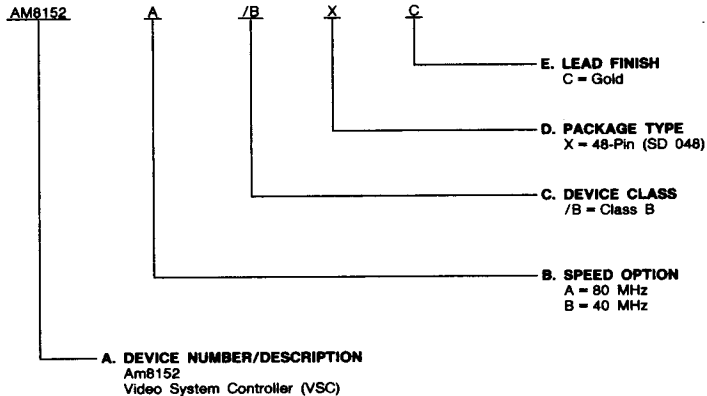 AM8152 A /B X C
E. LEAD FINISH
C = Gold
D. PACKAGE TYPE
X = 48-Pin (SD 048)
C. DEVICE CLASS
/B = Class B
B. SPEED OPTION
A = 80 MHz
B = 40 MHz
A. DEVICE NUMBER/DESCRIPTION
Am8152
Video System Controller (VSC)